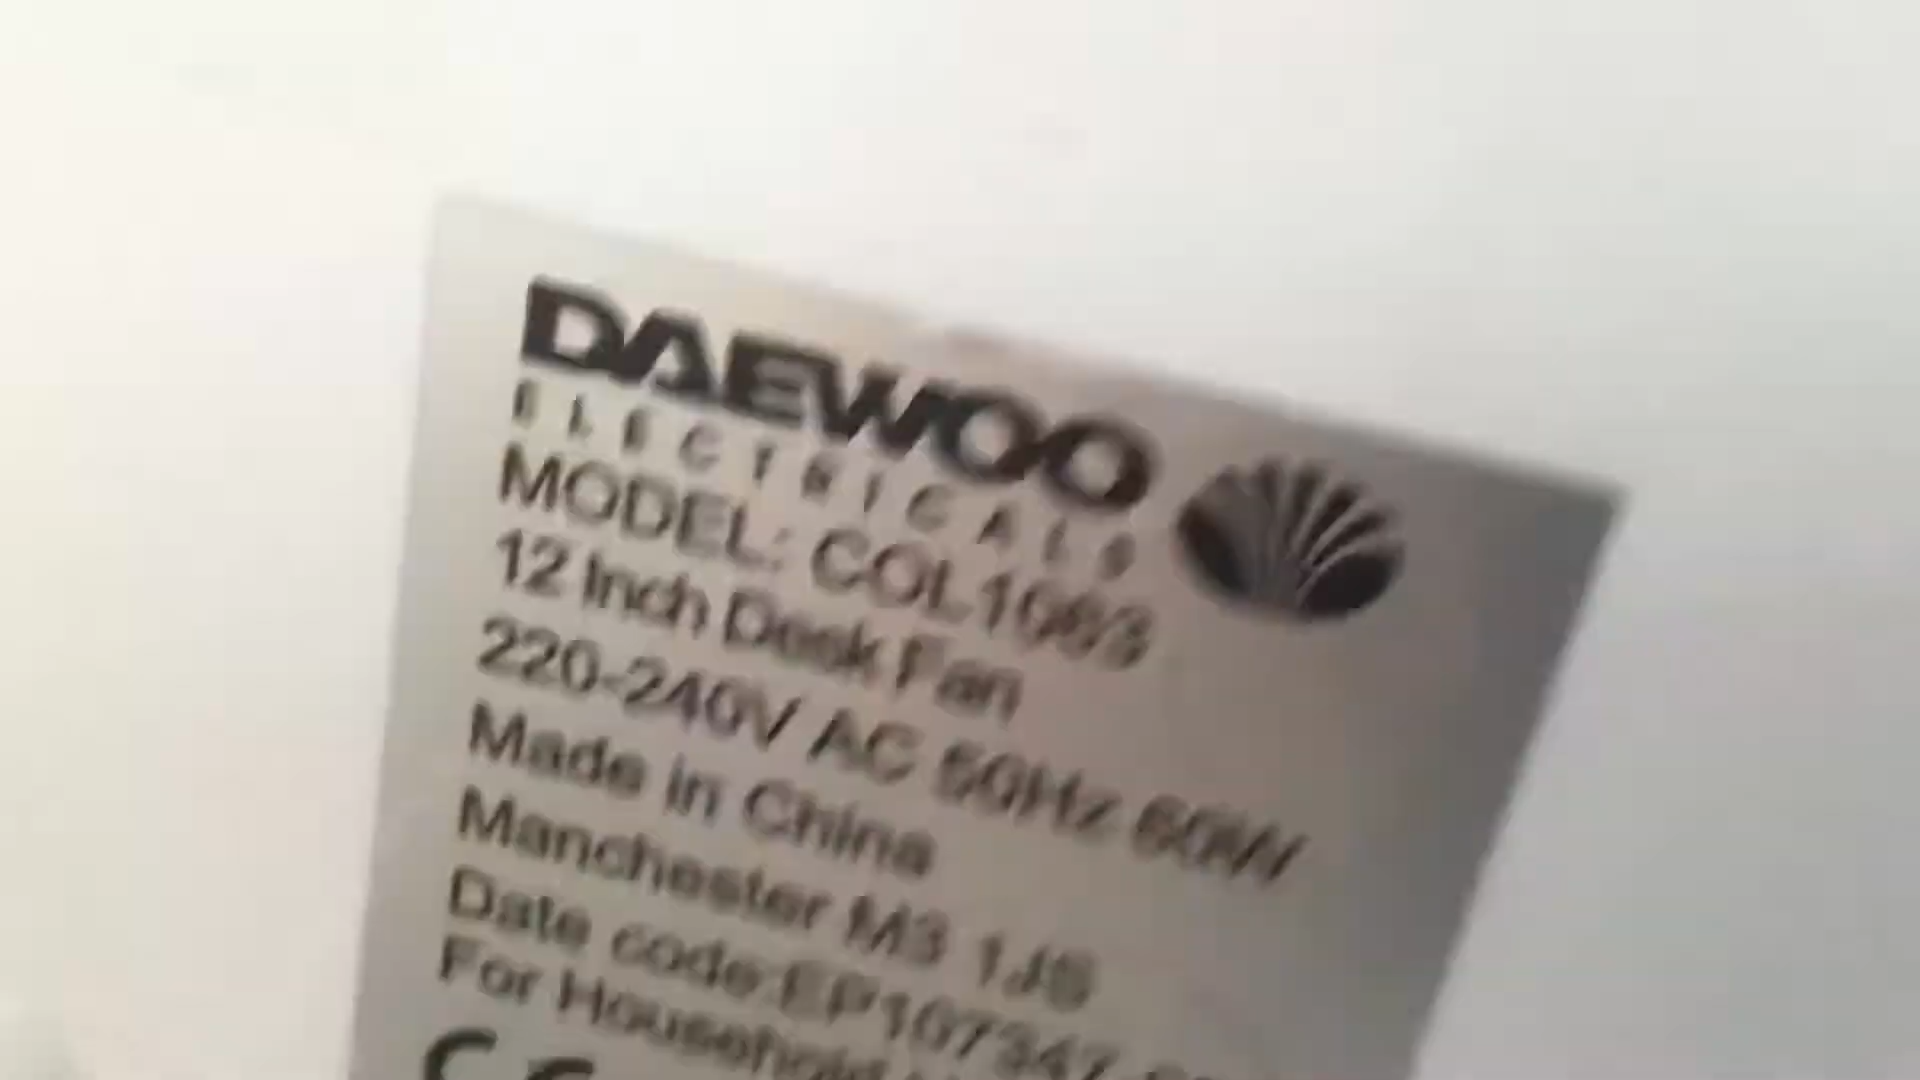 DAEWOO
ELECTRICALS
MODEL: COL1063
12 Inch Desk Fan
220-240V AC 50Hz 60W
Made in China
Manchester M3 1JS
Date code:EP107347
For Household
CE